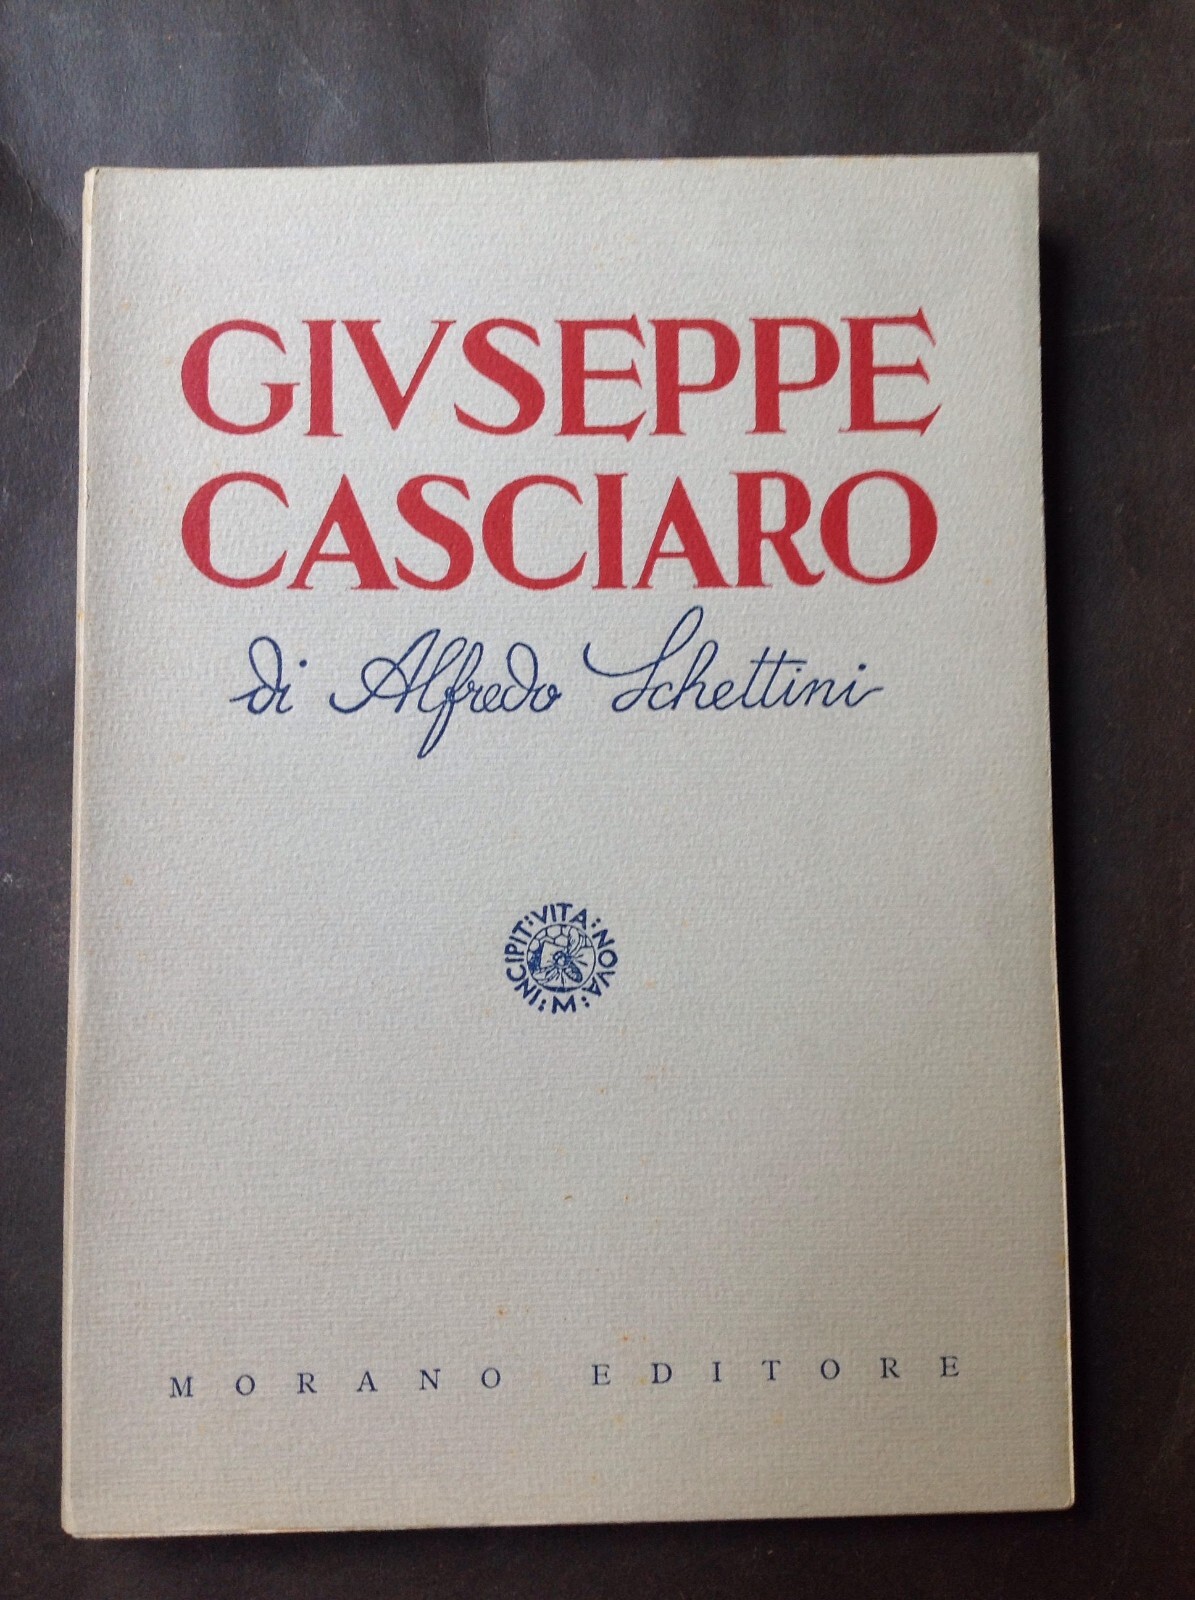 GIVSEPPE
CASCIARO
di Alfredo Schettini
INCIPIT:VITA:NOVA:M:
MORANO EDITORE